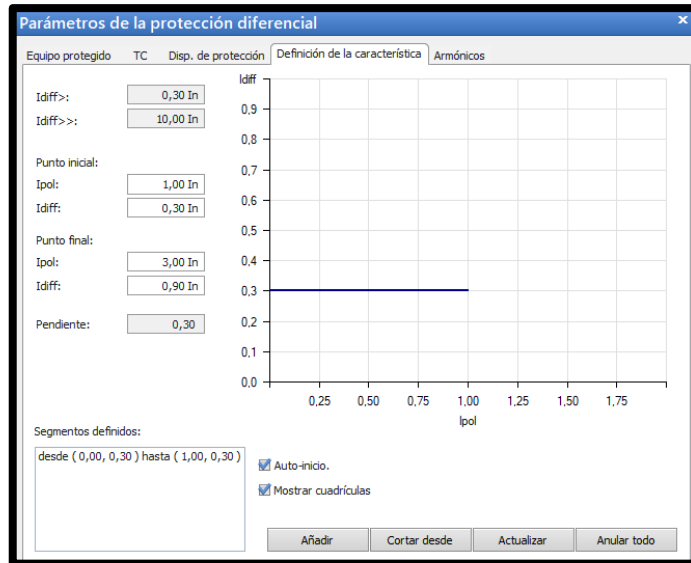 Parámetros de la protección diferencial
×
Equipo protegido TC Disp. de protección Definición de la característica Armónicos
Idiff>: 0,30 In
Idiff>>: 10,00 In
Punto inicial:
Ipol: 1,00 In
Idiff: 0,30 In
Punto final:
Ipol: 3,00 In
Idiff: 0,90 In
Pendiente: 0,30
Idiff
0,9
0,8
0,7
0,6
0,5
0,4
0,3
0,2
0,1
0,0
0,25 0,50 0,75 1,00 1,25 1,50 1,75
Ipol
Segmentos definidos:
desde ( 0,00, 0,30 ) hasta ( 1,00, 0,30 )
Auto-inicio.
Mostrar cuadrículas
Añadir Cortar desde Actualizar Anular todo